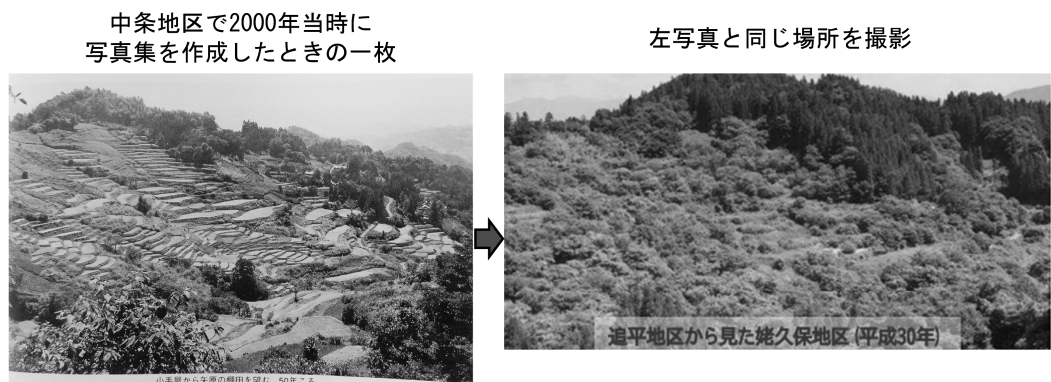 中条地区で2000年当時に
写真集を作成したときの一枚
左写真と同じ場所を撮影
追平地区から見た姥久保地区(平成30年)